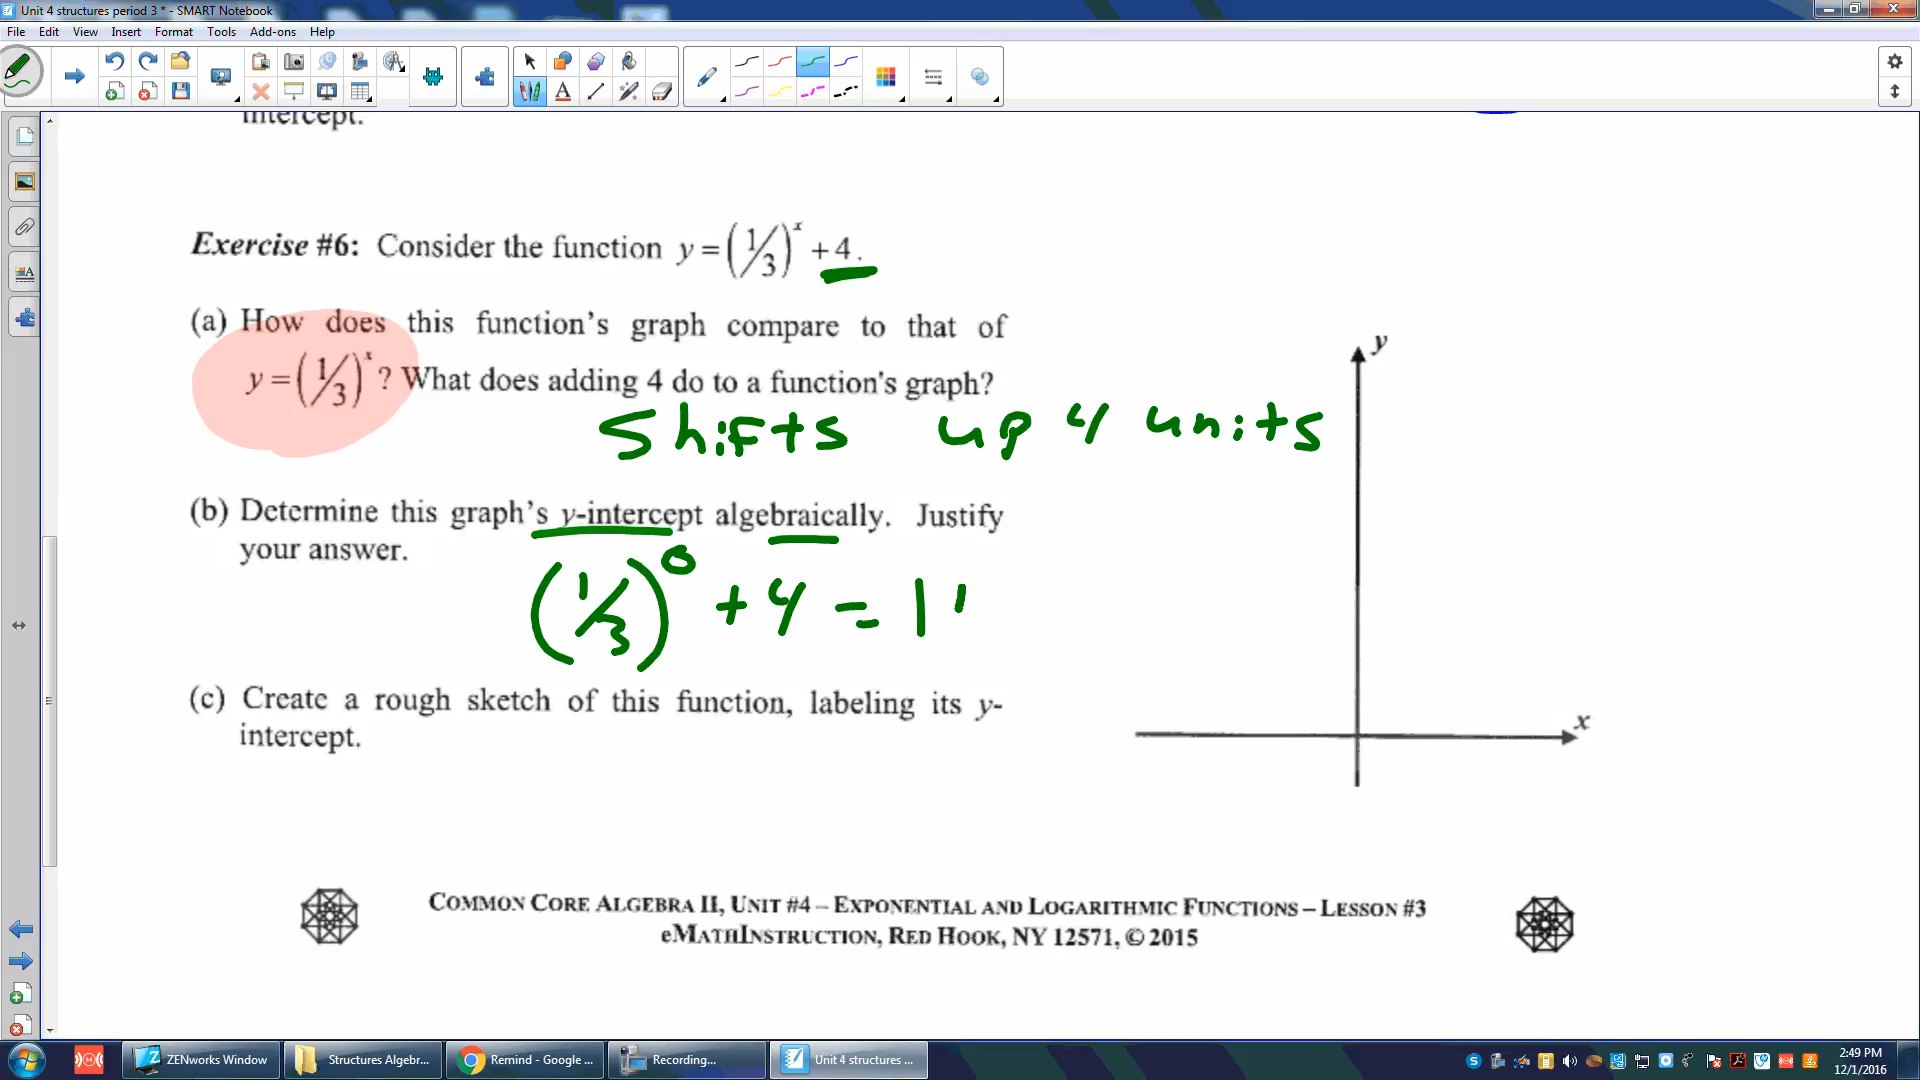 Unit 4 structures period 3 * - SMART Notebook
File Edit View Insert Format Tools Add-ons Help
intercept.
Exercise #6: Consider the function y = (1/3)^x + 4.
(a) How does this function's graph compare to that of
y = (1/3)^x ? What does adding 4 do to a function's graph?
Shifts up 4 units
(b) Determine this graph's y-intercept algebraically. Justify
your answer.
(1/3)^0 + 4 = 1
(c) Create a rough sketch of this function, labeling its y-
intercept.
y
x
COMMON CORE ALGEBRA II, UNIT #4 – EXPONENTIAL AND LOGARITHMIC FUNCTIONS – LESSON #3
eMATHINSTRUCTION, RED HOOK, NY 12571, © 2015
ZENworks Window
Structures Algebr...
Remind - Google ...
Recording...
Unit 4 structures ...
2:49 PM
12/1/2016